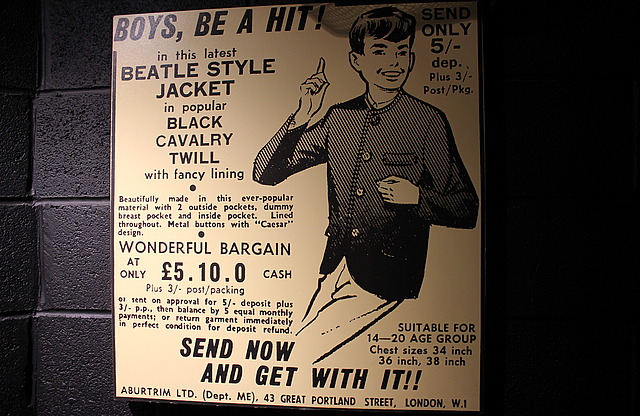 BOYS, BE A HIT!
in this latest
BEATLE STYLE
JACKET
in popular
BLACK
CAVALRY
TWILL
with fancy lining
SEND
ONLY
5/-
dep.
Plus 3/-
Post/Pkg.
Beautifully made in this ever-popular
material with 2 outside pockets, dummy
breast pocket and inside pocket. Lined
throughout. Metal buttons with "Caesar"
design.
WONDERFUL BARGAIN
AT
ONLY £5.10.0 CASH
Plus 3/- post/packing
or sent on approval for 5/- deposit plus
3/- p.p., then balance by 5 equal monthly
payments; or return garment immediately
in perfect condition for deposit refund.
SUITABLE FOR
14—20 AGE GROUP
Chest sizes 34 inch
36 inch, 38 inch
SEND NOW
AND GET WITH IT!!
ABURTRIM LTD. (Dept. ME), 43 GREAT PORTLAND STREET, LONDON, W.1